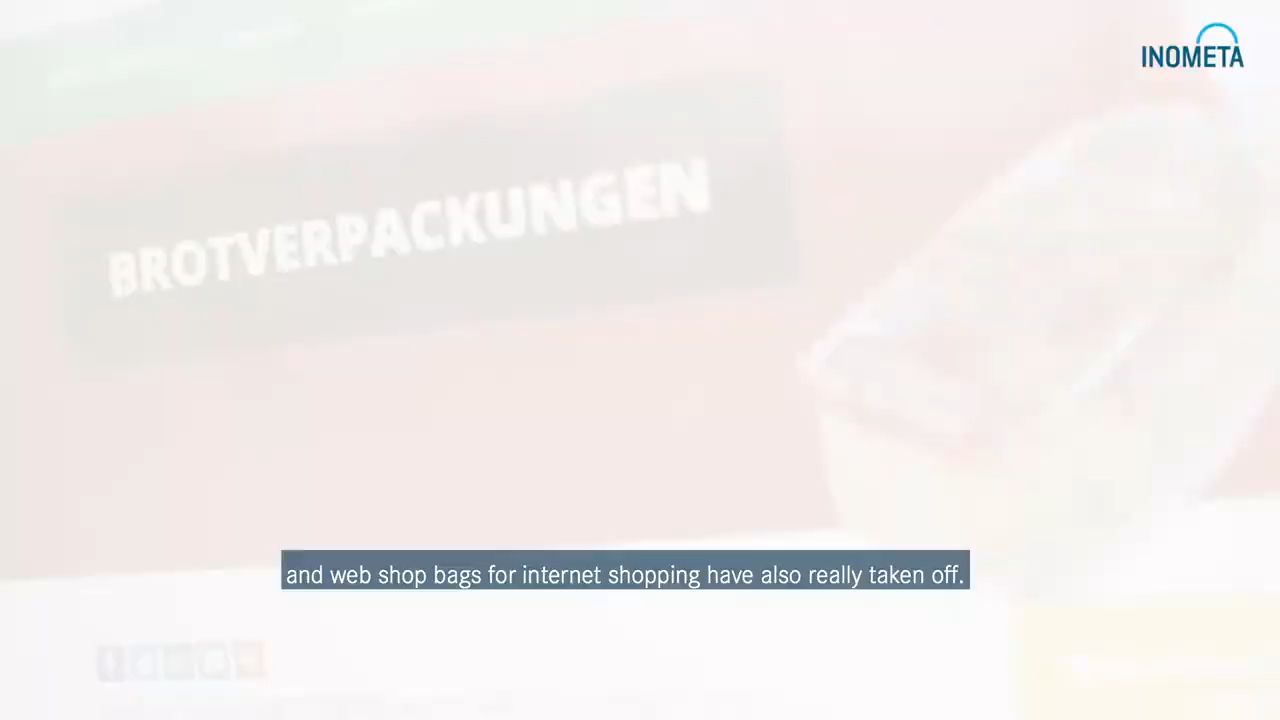 INOMETA
BROTVERPACKUNGEN
and web shop bags for internet shopping have also really taken off.